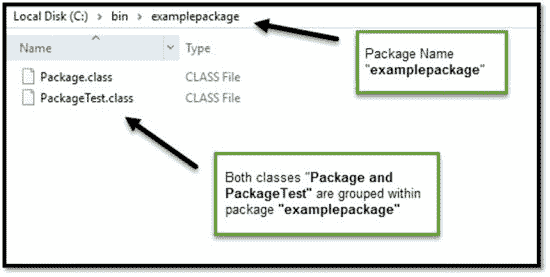 Local Disk (C:) > bin > examplepackage
Name Type
Package.class CLASS File
PackageTest.class CLASS File
Package Name
"examplepackage"
Both classes "Package and
PackageTest" are grouped within
package "examplepackage"